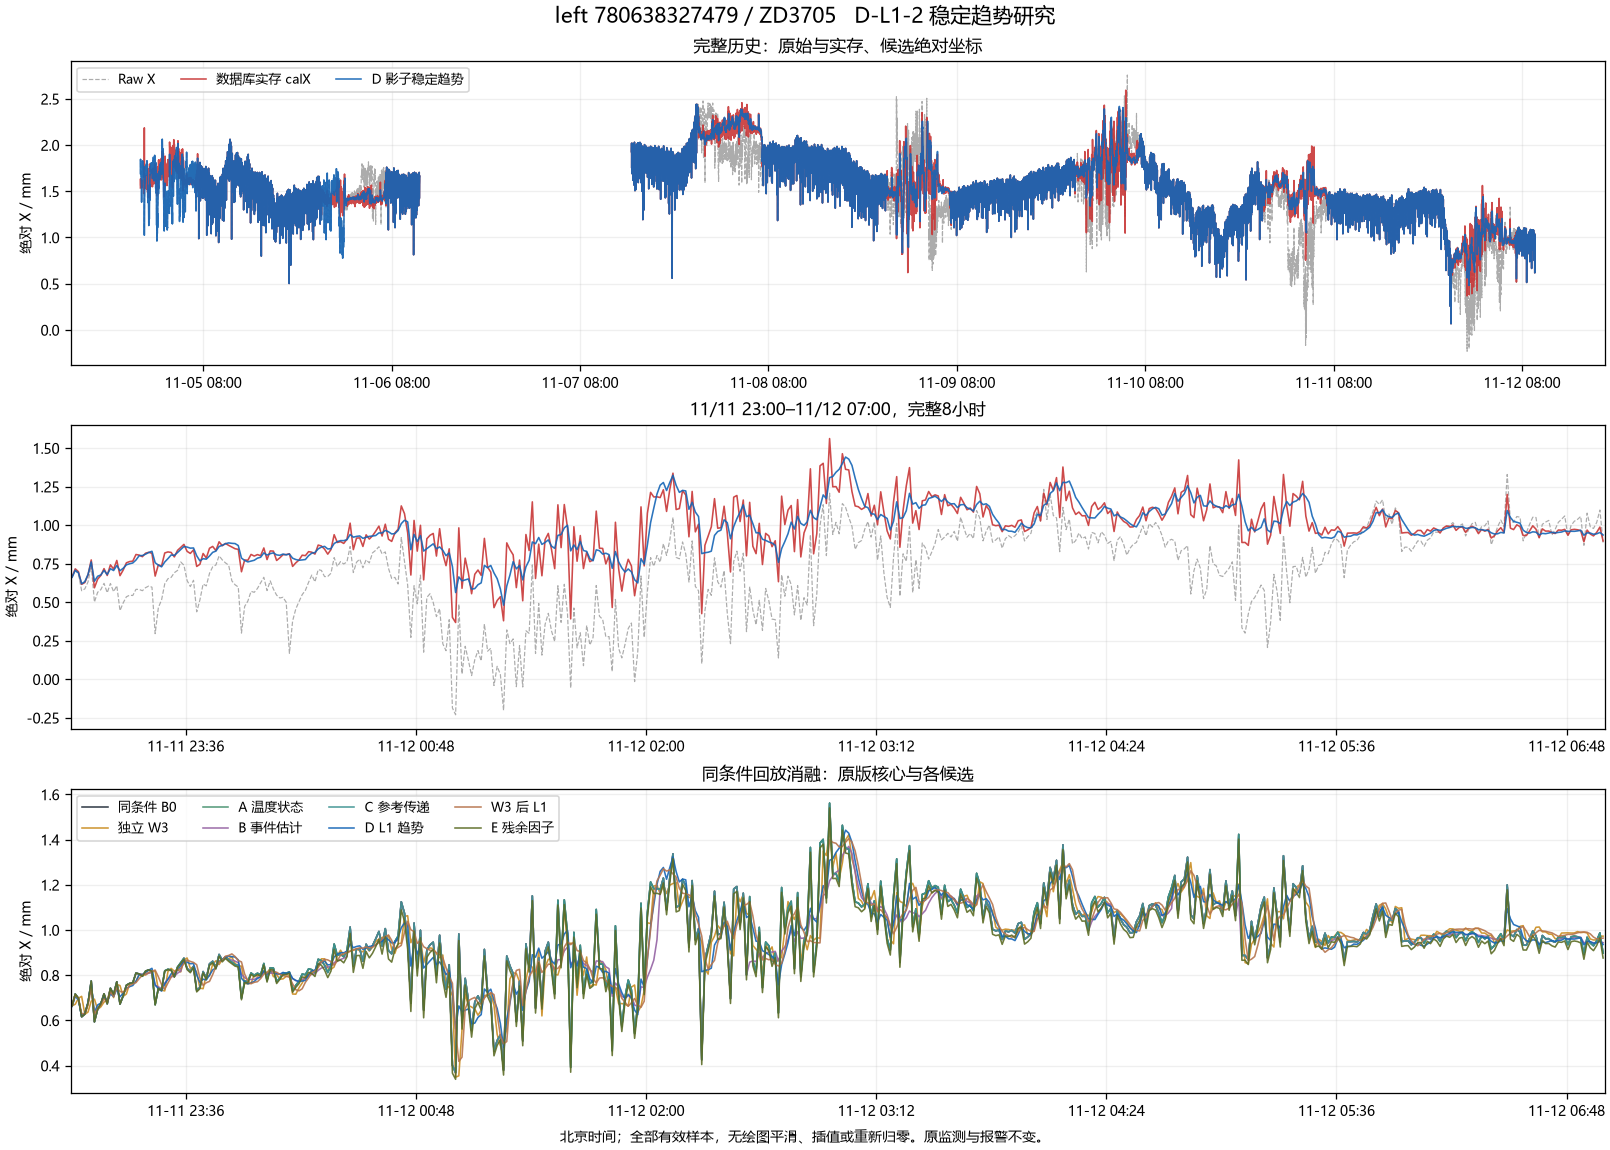 left 780638327479 / ZD3705 D-L1-2 稳定趋势研究
完整历史：原始与实存、候选绝对坐标
Raw X 数据库实存 calX D 影子稳定趋势
绝对 X / mm
2.5
2.0
1.5
1.0
0.5
0.0
11-05 08:00 11-06 08:00 11-07 08:00 11-08 08:00 11-09 08:00 11-10 08:00 11-11 08:00 11-12 08:00
11/11 23:00–11/12 07:00，完整8小时
绝对 X / mm
1.50
1.25
1.00
0.75
0.50
0.25
0.00
-0.25
11-11 23:36 11-12 00:48 11-12 02:00 11-12 03:12 11-12 04:24 11-12 05:36 11-12 06:48
同条件回放消融：原版核心与各候选
同条件 B0 A 温度状态 C 参考传递 W3 后 L1
独立 W3 B 事件估计 D L1 趋势 E 残余因子
绝对 X / mm
1.6
1.4
1.2
1.0
0.8
0.6
0.4
11-11 23:36 11-12 00:48 11-12 02:00 11-12 03:12 11-12 04:24 11-12 05:36 11-12 06:48
北京时间；全部有效样本，无绘图平滑、插值或重新归零。原监测与报警不变。